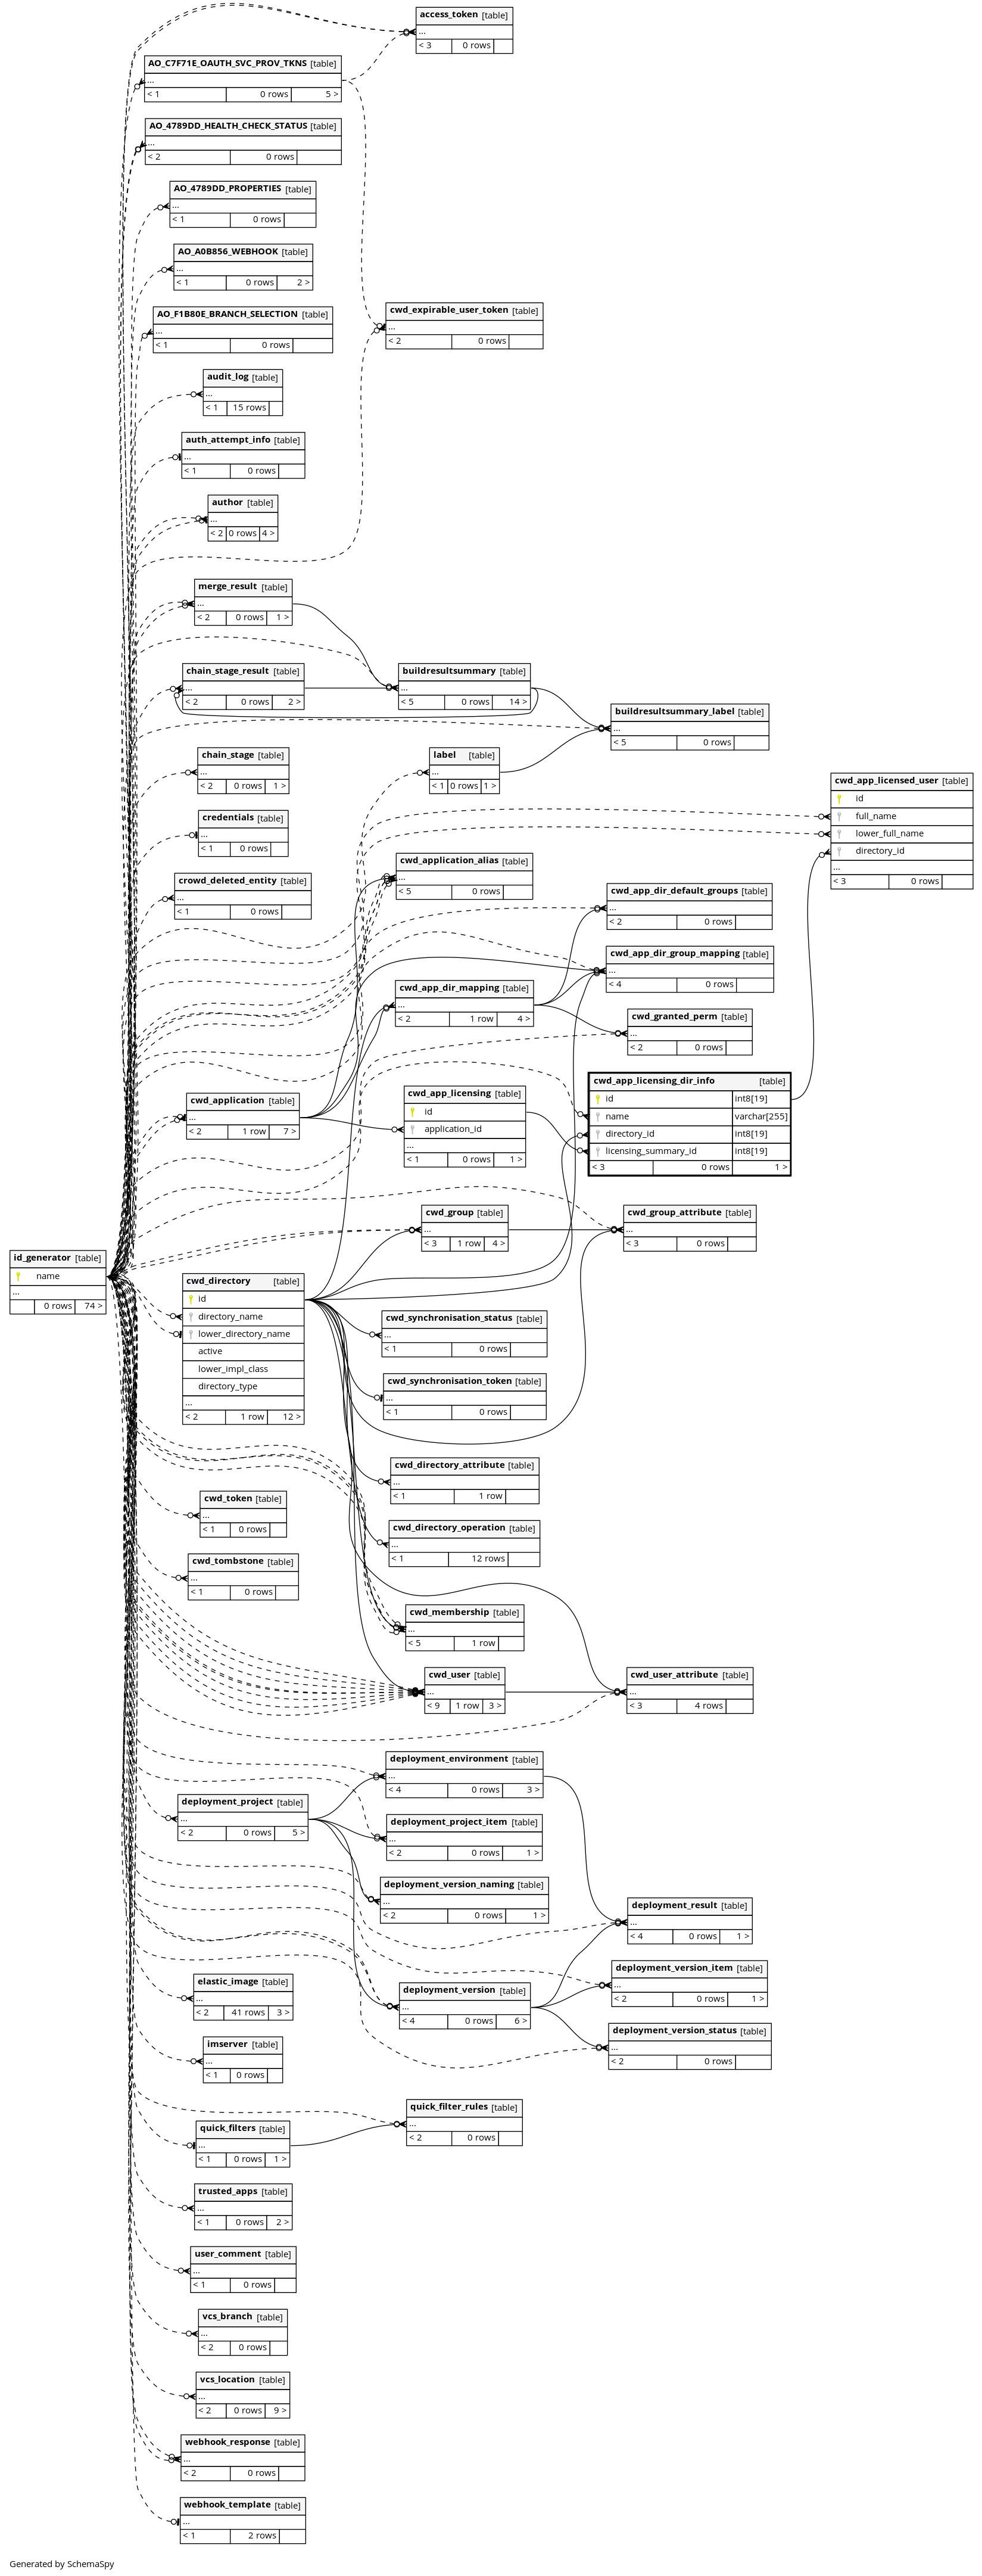 access_token [table]
...
< 3 0 rows
AO_C7F71E_OAUTH_SVC_PROV_TKNS [table]
...
< 1 0 rows 5 >
AO_4789DD_HEALTH_CHECK_STATUS [table]
...
< 2 0 rows
AO_4789DD_PROPERTIES [table]
...
< 1 0 rows
AO_A0B856_WEBHOOK [table]
...
< 1 0 rows 2 >
AO_F1B80E_BRANCH_SELECTION [table]
...
< 1 0 rows
cwd_expirable_user_token [table]
...
< 2 0 rows
audit_log [table]
...
< 1 15 rows
auth_attempt_info [table]
...
< 1 0 rows
author [table]
...
< 2 0 rows 4 >
merge_result [table]
...
< 2 0 rows 1 >
chain_stage_result [table]
...
< 2 0 rows 2 >
buildresultsummary [table]
...
< 5 0 rows 14 >
buildresultsummary_label [table]
...
< 5 0 rows
chain_stage [table]
...
< 2 0 rows 1 >
label [table]
...
< 1 0 rows 1 >
cwd_app_licensed_user [table]
id
full_name
lower_full_name
directory_id
...
< 3 0 rows
credentials [table]
...
< 1 0 rows
cwd_application_alias [table]
...
< 5 0 rows
crowd_deleted_entity [table]
...
< 1 0 rows
cwd_app_dir_default_groups [table]
...
< 2 0 rows
cwd_app_dir_group_mapping [table]
...
< 4 0 rows
cwd_app_dir_mapping [table]
...
< 2 1 row 4 >
cwd_granted_perm [table]
...
< 2 0 rows
cwd_app_licensing_dir_info [table]
id int8[19]
name varchar[255]
directory_id int8[19]
licensing_summary_id int8[19]
< 3 0 rows 1 >
cwd_application [table]
...
< 2 1 row 7 >
cwd_app_licensing [table]
id
application_id
...
< 1 0 rows 1 >
cwd_group [table]
...
< 3 1 row 4 >
cwd_group_attribute [table]
...
< 3 0 rows
id_generator [table]
name
...
0 rows 74 >
cwd_directory [table]
id
directory_name
lower_directory_name
active
lower_impl_class
directory_type
...
< 2 1 row 12 >
cwd_synchronisation_status [table]
...
< 1 0 rows
cwd_synchronisation_token [table]
...
< 1 0 rows
cwd_directory_attribute [table]
...
< 1 1 row
cwd_token [table]
...
< 1 0 rows
cwd_directory_operation [table]
...
< 1 12 rows
cwd_tombstone [table]
...
< 1 0 rows
cwd_membership [table]
...
< 5 1 row
cwd_user [table]
...
< 9 1 row 3 >
cwd_user_attribute [table]
...
< 3 4 rows
deployment_environment [table]
...
< 4 0 rows 3 >
deployment_project [table]
...
< 2 0 rows 5 >
deployment_project_item [table]
...
< 2 0 rows 1 >
deployment_version_naming [table]
...
< 2 0 rows 1 >
deployment_result [table]
...
< 4 0 rows 1 >
deployment_version_item [table]
...
< 2 0 rows 1 >
elastic_image [table]
...
< 2 41 rows 3 >
deployment_version [table]
...
< 4 0 rows 6 >
deployment_version_status [table]
...
< 2 0 rows
imserver [table]
...
< 1 0 rows
quick_filter_rules [table]
...
< 2 0 rows
quick_filters [table]
...
< 1 0 rows 1 >
trusted_apps [table]
...
< 1 0 rows 2 >
user_comment [table]
...
< 1 0 rows
vcs_branch [table]
...
< 2 0 rows
vcs_location [table]
...
< 2 0 rows 9 >
webhook_response [table]
...
< 2 0 rows
webhook_template [table]
...
< 1 2 rows
Generated by SchemaSpy